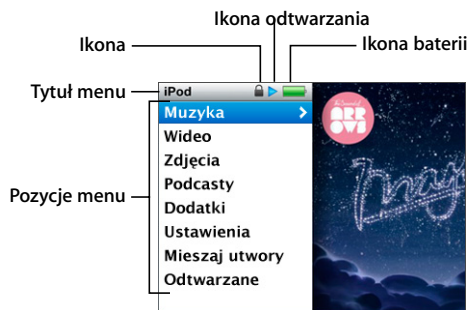 Ikona odtwarzania
Ikona
Ikona baterii
Tytuł menu
iPod
Muzyka
Wideo
Zdjęcia
Podcasty
Dodatki
Ustawienia
Mieszaj utwory
Odtwarzane
Pozycje menu
ARROWS